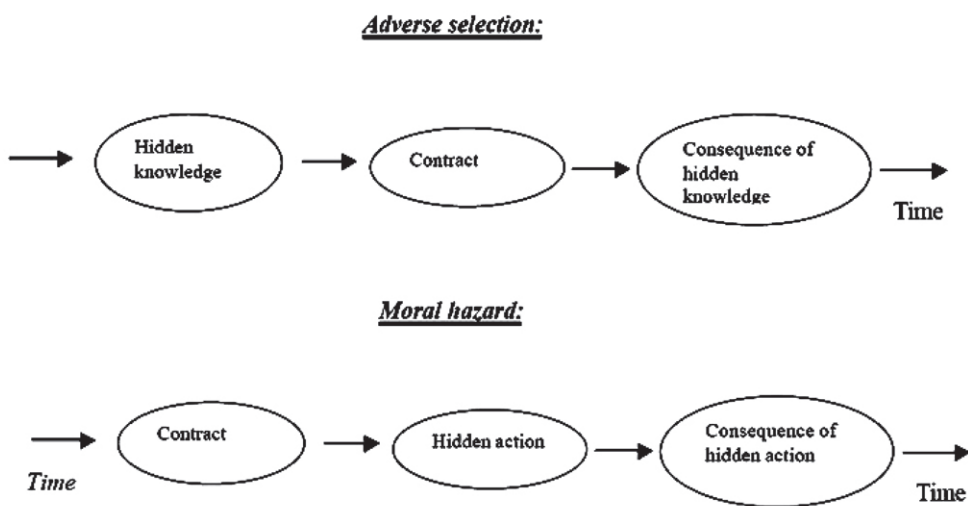 Adverse selection:
Hidden
knowledge
Contract
Consequence of
hidden
knowledge
Time
Moral hazard:
Contract
Hidden action
Consequence of
hidden action
Time
Time